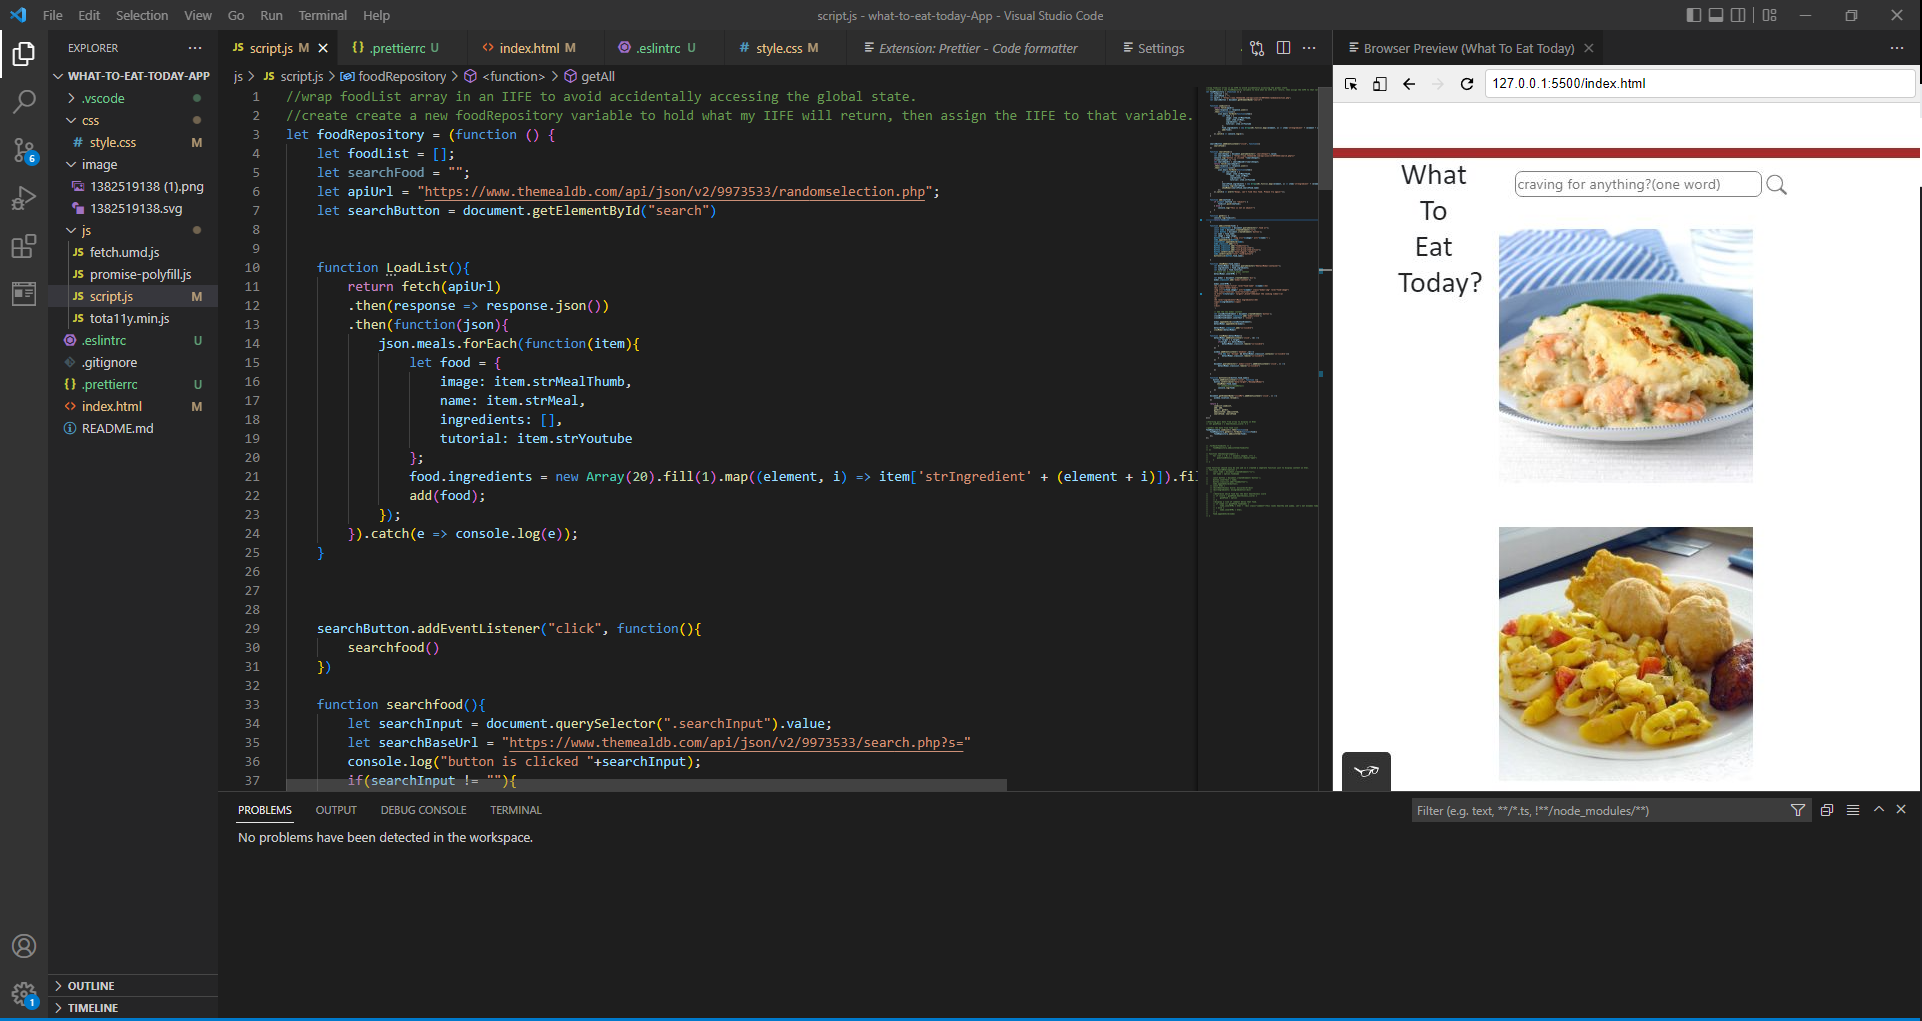 File Edit Selection View Go Run Terminal Help
script.js - what-to-eat-today-App - Visual Studio Code
EXPLORER
WHAT-TO-EAT-TODAY-APP
.vscode
css
# style.css M
image
1382519138 (1).png
1382519138.svg
js
JS fetch.umd.js
JS promise-polyfill.js
JS script.js M
JS tota11y.min.js
.eslintrc U
.gitignore
{} .prettierrc U
<> index.html M
README.md
OUTLINE
TIMELINE
6
1
JS script.js M
{} .prettierrc U
<> index.html M
.eslintrc U
# style.css M
Extension: Prettier - Code formatter
Settings
js > JS script.js > foodRepository > <function> > getAll
1 //wrap foodList array in an IIFE to avoid accidentally accessing the global state.
2 //create create a new foodRepository variable to hold what my IIFE will return, then assign the IIFE to that variable.
3 let foodRepository = (function () {
4 let foodList = [];
5 let searchFood = "";
6 let apiUrl = "https://www.themealdb.com/api/json/v2/9973533/randomselection.php";
7 let searchButton = document.getElementById("search")
8
9
10 function LoadList(){
11 return fetch(apiUrl)
12 .then(response => response.json())
13 .then(function(json){
14 json.meals.forEach(function(item){
15 let food = {
16 image: item.strMealThumb,
17 name: item.strMeal,
18 ingredients: [],
19 tutorial: item.strYoutube
20 };
21 food.ingredients = new Array(20).fill(1).map((element, i) => item['strIngredient' + (element + i)]).fil
22 add(food);
23 });
24 }).catch(e => console.log(e));
25 }
26
27
28
29 searchButton.addEventListener("click", function(){
30 searchfood()
31 })
32
33 function searchfood(){
34 let searchInput = document.querySelector(".searchInput").value;
35 let searchBaseUrl = "https://www.themealdb.com/api/json/v2/9973533/search.php?s="
36 console.log("button is clicked "+searchInput);
37 if(searchInput != ""){
Browser Preview (What To Eat Today)
127.0.0.1:5500/index.html
What
To
Eat
Today?
craving for anything?(one word)
PROBLEMS OUTPUT DEBUG CONSOLE TERMINAL
Filter (e.g. text, **/*.ts, !**/node_modules/**)
No problems have been detected in the workspace.